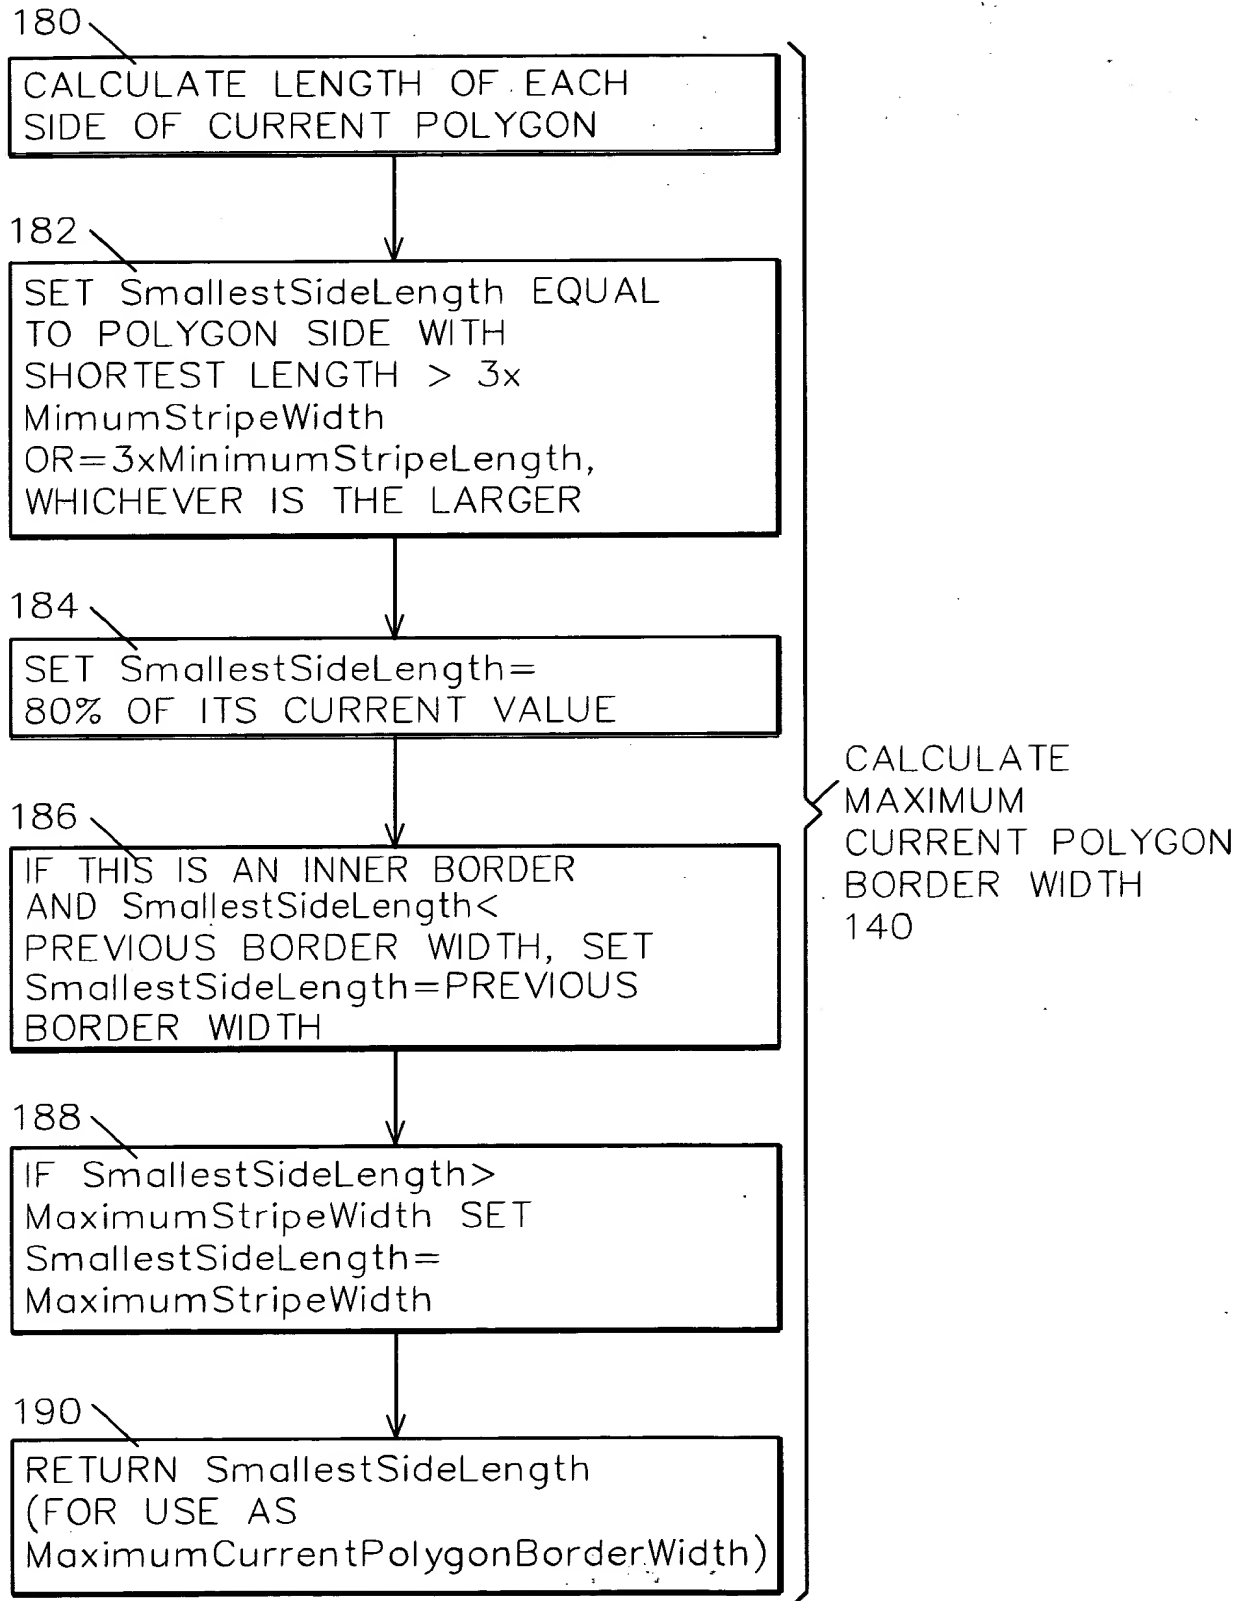 180
CALCULATE LENGTH OF EACH
SIDE OF CURRENT POLYGON
182
SET SmallestSideLength EQUAL
TO POLYGON SIDE WITH
SHORTEST LENGTH > 3x
MimumStripeWidth
OR=3xMinimumStripeLength,
WHICHEVER IS THE LARGER
184
SET SmallestSideLength=
80% OF ITS CURRENT VALUE
186
IF THIS IS AN INNER BORDER
AND SmallestSideLength<
PREVIOUS BORDER WIDTH, SET
SmallestSideLength=PREVIOUS
BORDER WIDTH
188
IF SmallestSideLength>
MaximumStripeWidth SET
SmallestSideLength=
MaximumStripeWidth
190
RETURN SmallestSideLength
(FOR USE AS
MaximumCurrentPolygonBorderWidth)
CALCULATE
MAXIMUM
CURRENT POLYGON
BORDER WIDTH
140